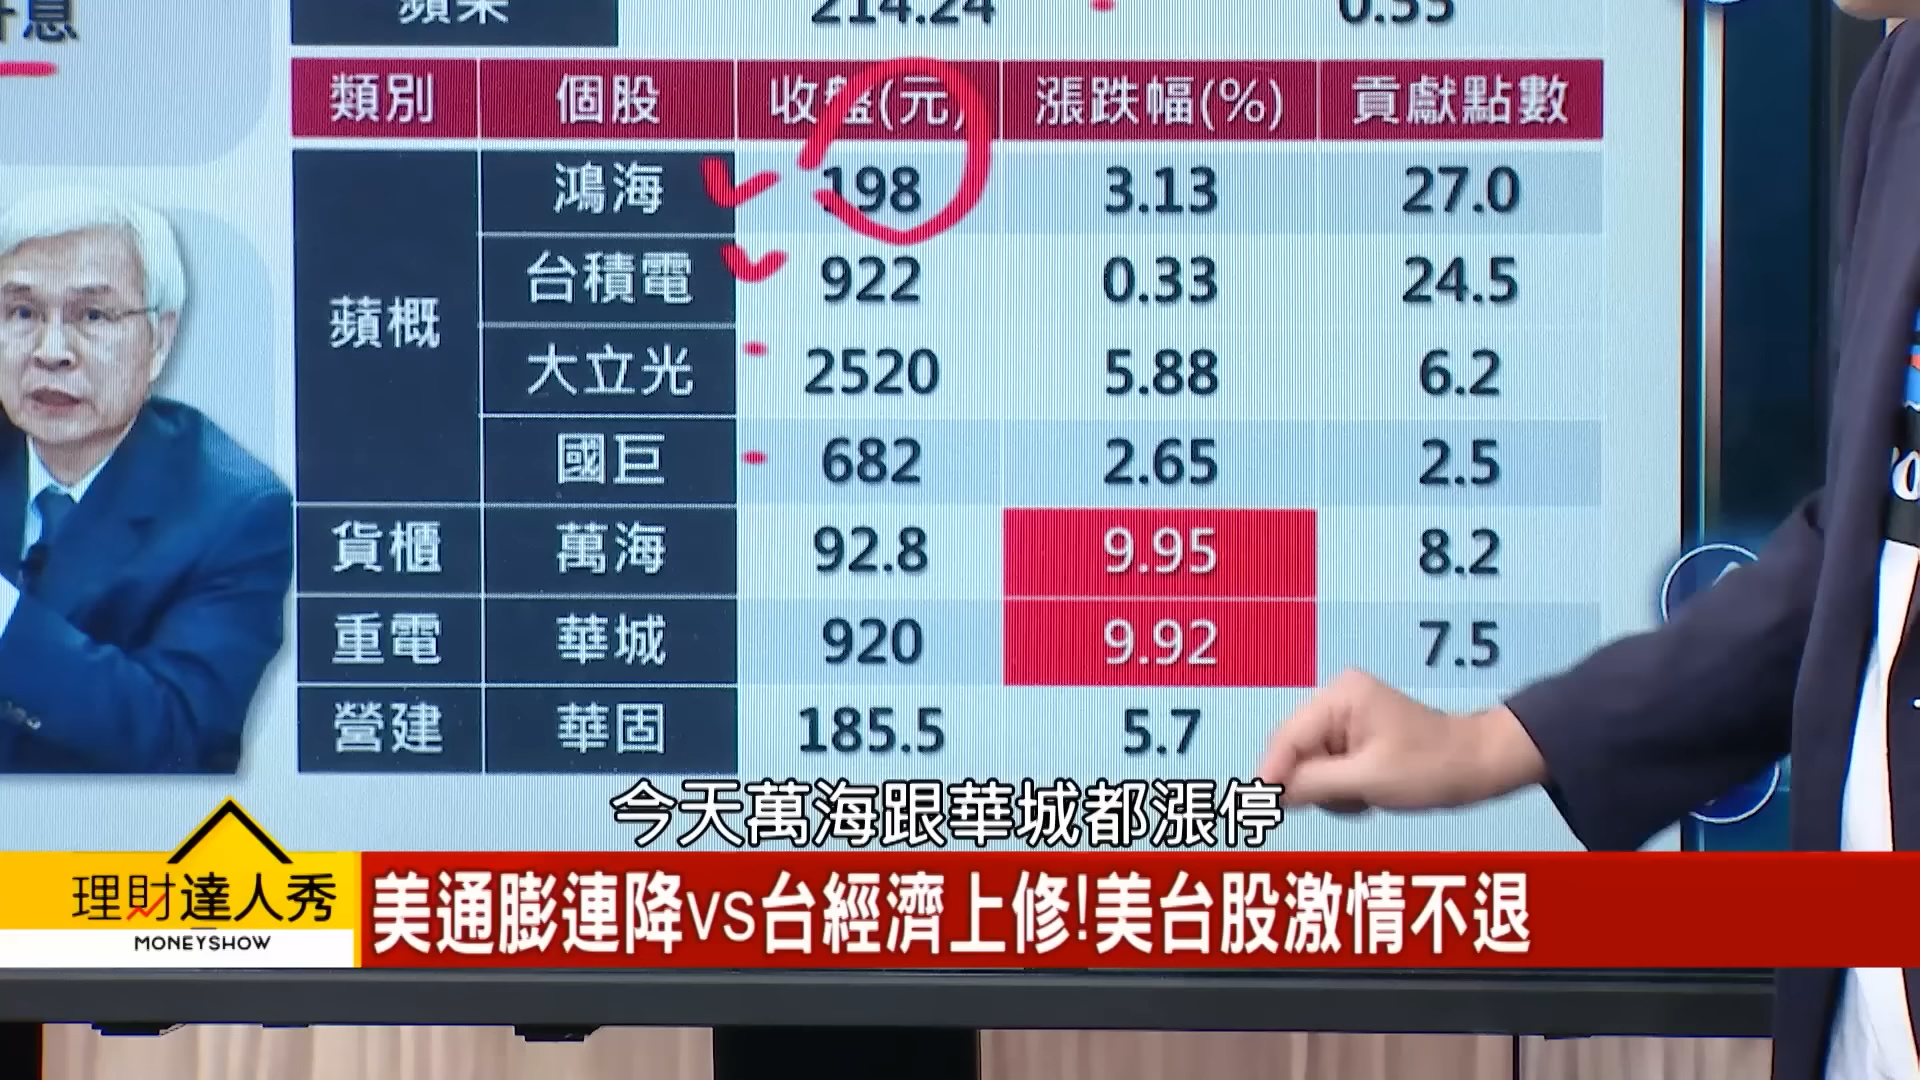 蘋果 214.24 0.55
類別 個股 收盤(元) 漲跌幅(%) 貢獻點數
蘋概
鴻海 198 3.13 27.0
台積電 922 0.33 24.5
大立光 2520 5.88 6.2
國巨 682 2.65 2.5
貨櫃 萬海 92.8 9.95 8.2
重電 華城 920 9.92 7.5
營建 華固 185.5 5.7
今天萬海跟華城都漲停
理財達人秀
MONEYSHOW
美通膨連降vs台經濟上修!美台股激情不退